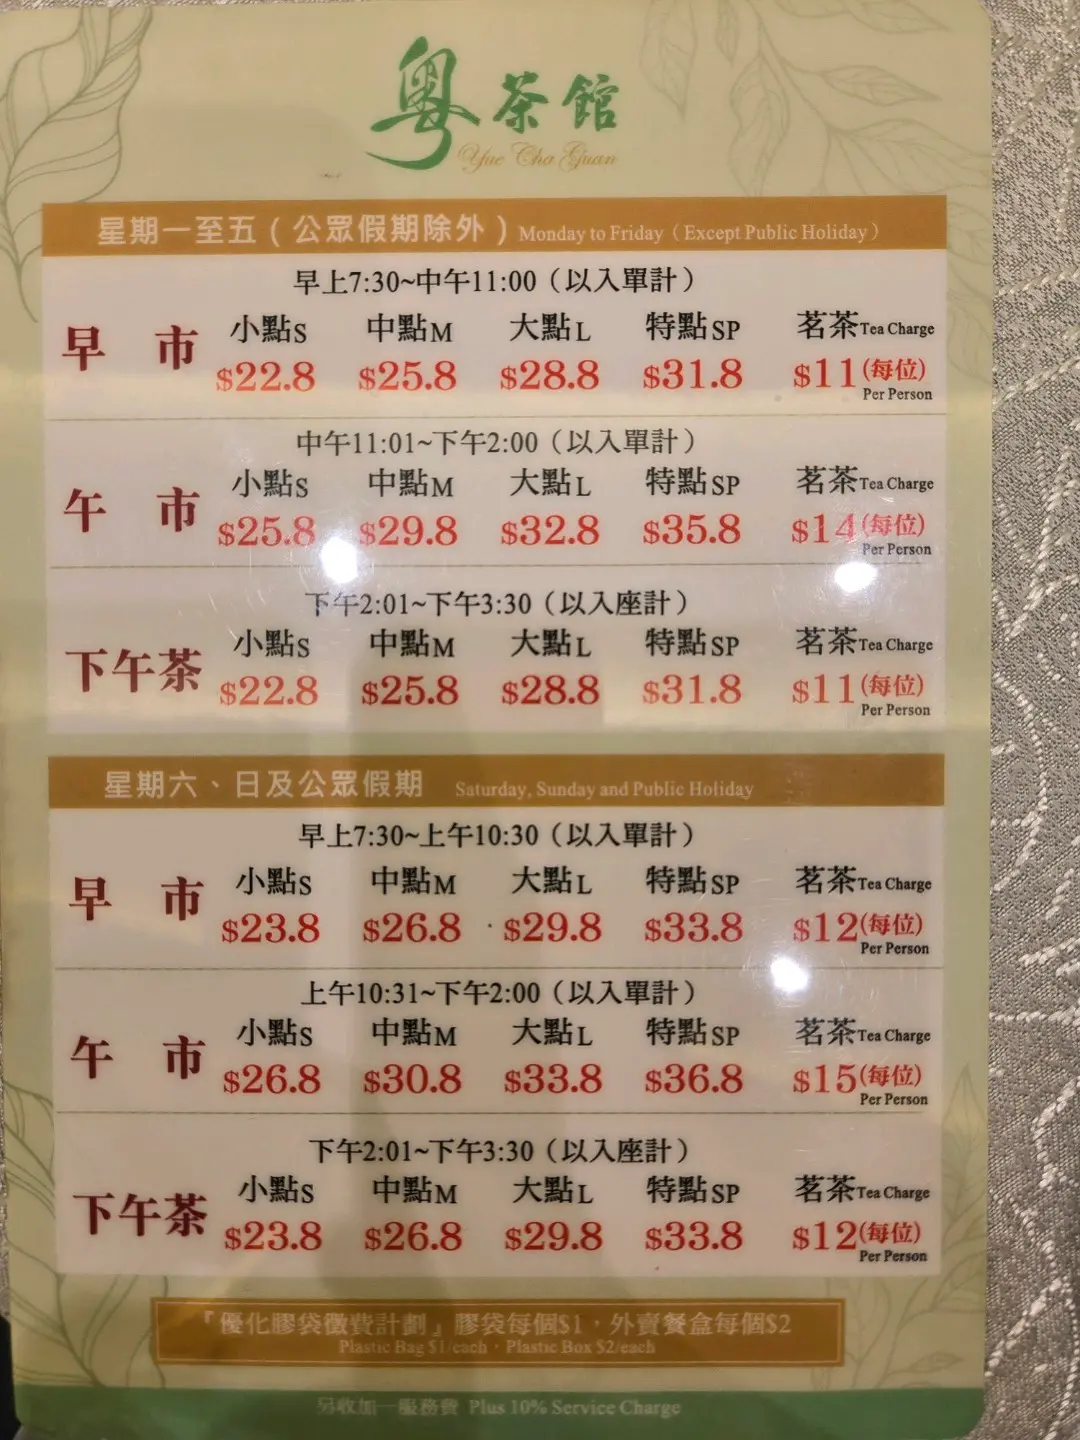 粵茶館
Yue Cha Guan
星期一至五(公眾假期除外) Monday to Friday (Except Public Holiday)
早上7:30~中午11:00(以入單計)
早市 小點S 中點M 大點L 特點SP 茗茶Tea Charge
$22.8 $25.8 $28.8 $31.8 $11(每位)
Per Person
中午11:01~下午2:00(以入單計)
午市 小點S 中點M 大點L 特點SP 茗茶Tea Charge
$25.8 $29.8 $32.8 $35.8 $14(每位)
Per Person
下午2:01~下午3:30(以入座計)
下午茶 小點S 中點M 大點L 特點SP 茗茶Tea Charge
$22.8 $25.8 $28.8 $31.8 $11(每位)
Per Person
星期六、日及公眾假期 Saturday, Sunday and Public Holiday
早上7:30~上午10:30(以入單計)
早市 小點S 中點M 大點L 特點SP 茗茶Tea Charge
$23.8 $26.8 $29.8 $33.8 $12(每位)
Per Person
上午10:31~下午2:00(以入單計)
午市 小點S 中點M 大點L 特點SP 茗茶Tea Charge
$26.8 $30.8 $33.8 $36.8 $15(每位)
Per Person
下午2:01~下午3:30(以入座計)
下午茶 小點S 中點M 大點L 特點SP 茗茶Tea Charge
$23.8 $26.8 $29.8 $33.8 $12(每位)
Per Person
『優化膠袋徵費計劃』膠袋每個$1,外賣餐盒每個$2
Plastic Bag $1/each,Plastic Box $2/each
另收加一服務費 Plus 10% Service Charge